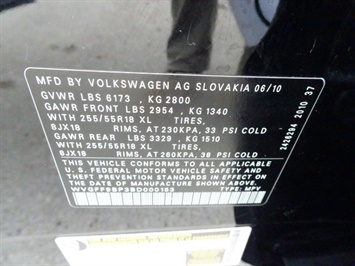 MFD BY VOLKSWAGEN AG SLOVAKIA 06/10
GVWR LBS 6173 , KG 2800
GAWR FRONT LBS 2954 , KG 1340
WITH 255/55R18 XL TIRES,
8JX18 RIMS, AT 230KPA, 33 PSI COLD
GAWR REAR LBS 3329 , KG 1510
WITH 255/55R18 XL TIRES,
8JX18 RIMS, AT 260KPA, 38 PSI COLD
THIS VEHICLE CONFORMS TO ALL APPLICABLE
U.S. FEDERAL MOTOR VEHICLE SAFETY AND
THEFT PREVENTION STANDARDS IN EFFECT ON
THE DATE OF MANUFACTURE SHOWN ABOVE
TYPE: MPV
2426294 2010 37